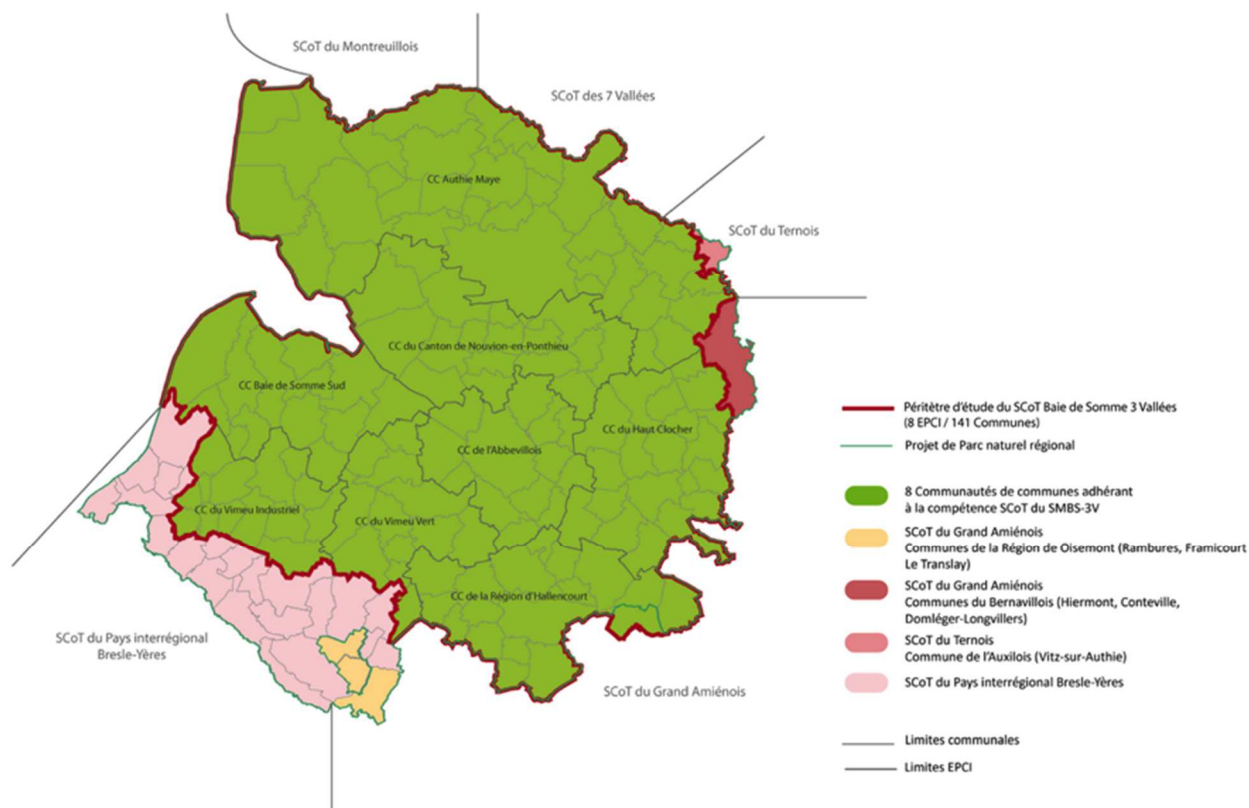 SCoT du Montreuillois
SCoT des 7 Vallées
CC Authie Maye
SCoT du Ternois
CC du Canton de Nouvion-en-Ponthieu
CC Baie de Somme Sud
CC du Haut Clocher
CC de l'Abbevillois
CC du Vimeu Industriel
CC du Vimeu Vert
CC de la Région d'Hallencourt
SCoT du Pays interrégional
Bresle-Yères
SCoT du Grand Amiénois
Péritètre d'étude du SCoT Baie de Somme 3 Vallées
(8 EPCI / 141 Communes)
Projet de Parc naturel régional
8 Communautés de communes adhérant
à la compétence SCoT du SMBS-3V
SCoT du Grand Amiénois
Communes de la Région de Oisemont (Rambures, Framicourt
Le Translay)
SCoT du Grand Amiénois
Communes du Bernavillois (Hiermont, Conteville,
Domléger-Longvillers)
SCoT du Ternois
Commune de l'Auxilois (Vitz-sur-Authie)
SCoT du Pays interrégional Bresle-Yères
Limites communales
Limites EPCI